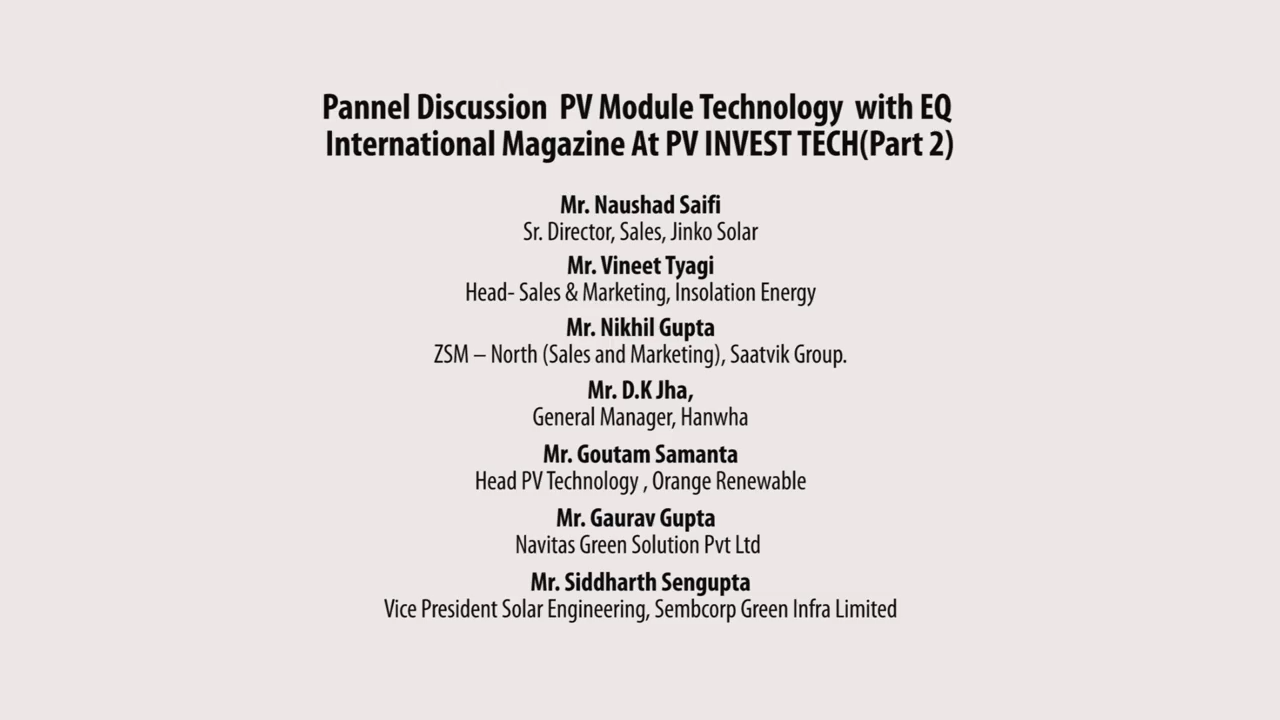 Pannel Discussion  PV Module Technology  with EQ
International Magazine At PV INVEST TECH(Part 2)
Mr. Naushad Saifi
Sr. Director, Sales, Jinko Solar
Mr. Vineet Tyagi
Head- Sales & Marketing, Insolation Energy
Mr. Nikhil Gupta
ZSM – North (Sales and Marketing), Saatvik Group.
Mr. D.K Jha,
General Manager, Hanwha
Mr. Goutam Samanta
Head PV Technology , Orange Renewable
Mr. Gaurav Gupta
Navitas Green Solution Pvt Ltd
Mr. Siddharth Sengupta
Vice President Solar Engineering, Sembcorp Green Infra Limited